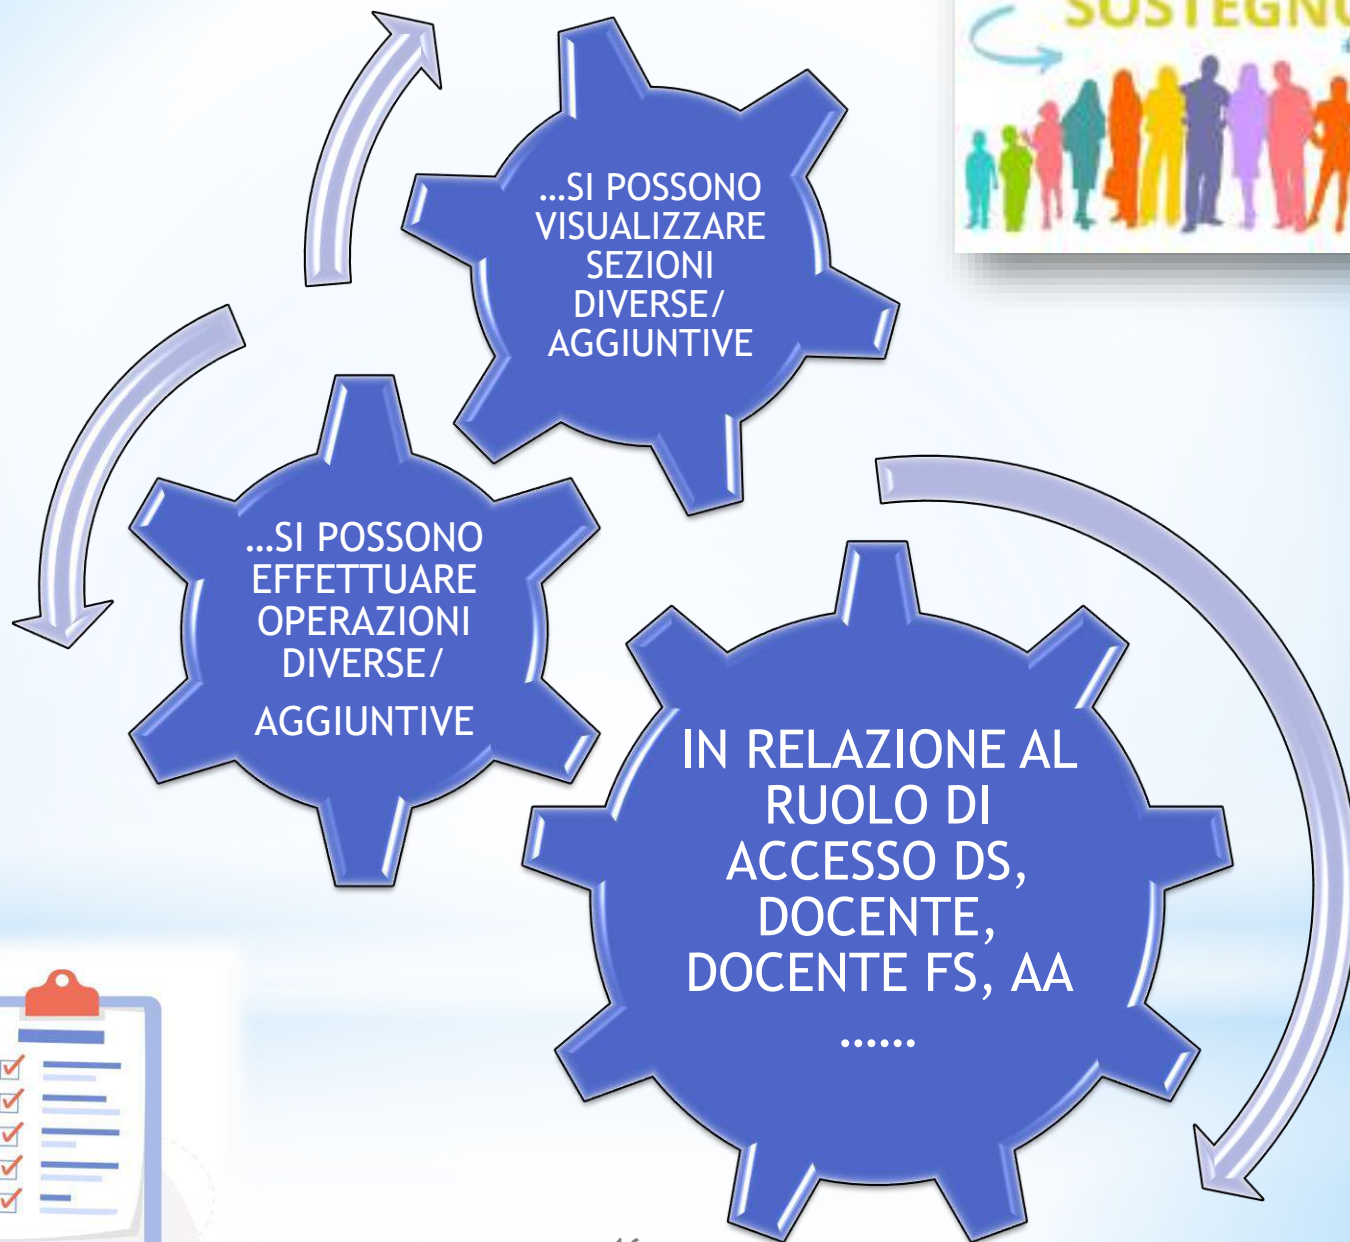 SOSTEGNO
…SI POSSONO
VISUALIZZARE
SEZIONI
DIVERSE/
AGGIUNTIVE
…SI POSSONO
EFFETTUARE
OPERAZIONI
DIVERSE/
AGGIUNTIVE
IN RELAZIONE AL
RUOLO DI
ACCESSO DS,
DOCENTE,
DOCENTE FS, AA
……